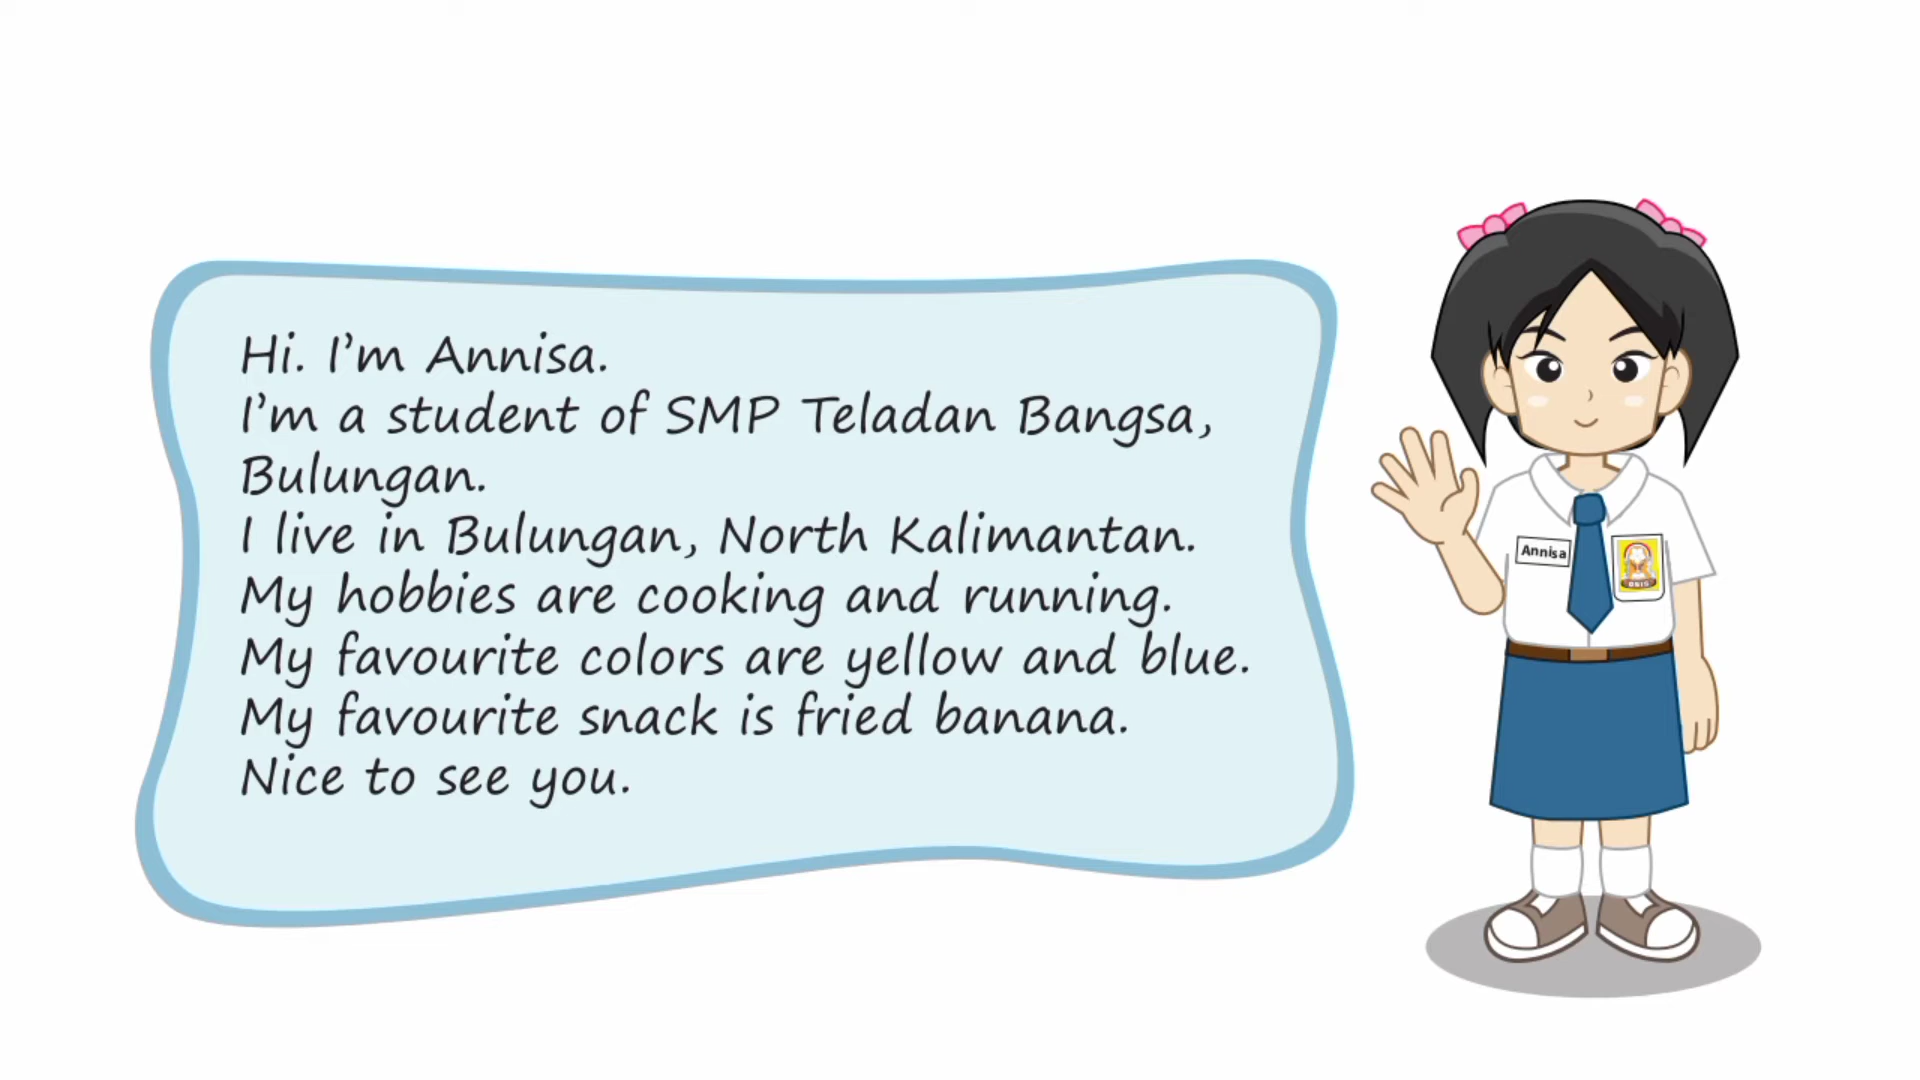 Hi. I'm Annisa.
I'm a student of SMP Teladan Bangsa,
Bulungan.
I live in Bulungan, North Kalimantan.
My hobbies are cooking and running.
My favourite colors are yellow and blue.
My favourite snack is fried banana.
Nice to see you.
Annisa
OSIS